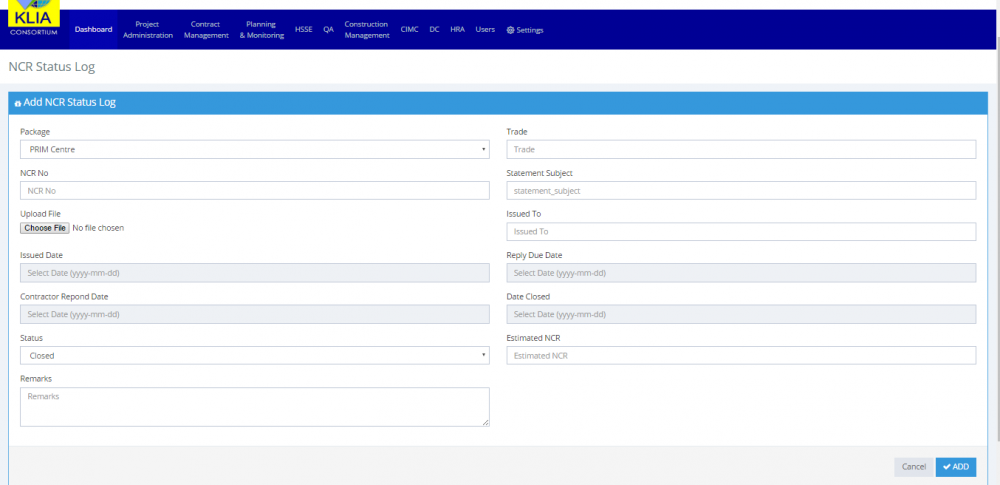 KLIA
CONSORTIUM
Dashboard
Project
Administration
Contract
Management
Planning
& Monitoring
HSSE
QA
Construction
Management
CIMC
DC
HRA
Users
Settings
NCR Status Log
Add NCR Status Log
Package
Trade
PRIM Centre
Trade
NCR No
Statement Subject
NCR No
statement_subject
Upload File
Issued To
Choose File No file chosen
Issued To
Issued Date
Reply Due Date
Select Date (yyyy-mm-dd)
Select Date (yyyy-mm-dd)
Contractor Repond Date
Date Closed
Select Date (yyyy-mm-dd)
Select Date (yyyy-mm-dd)
Status
Estimated NCR
Closed
Estimated NCR
Remarks
Remarks
Cancel
ADD